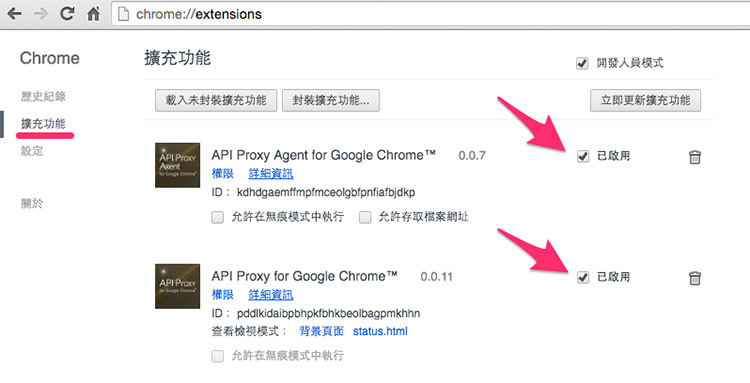 chrome://extensions
Chrome
擴充功能
開發人員模式
歷史紀錄
擴充功能
設定
關於
載入未封裝擴充功能
封裝擴充功能...
立即更新擴充功能
API Proxy
Agent
for Google Chrome™
API Proxy Agent for Google Chrome™ 0.0.7
已啟用
權限 詳細資訊
ID： kdhdgaemffmpfmceolgbfpnfiafbjdkp
允許在無痕模式中執行 允許存取檔案網址
API Proxy
for Google Chrome™
API Proxy for Google Chrome™ 0.0.11
已啟用
權限 詳細資訊
ID： pddlkidaibpbhpkfbhkbeolbagpmkhhn
查看檢視模式： 背景頁面 status.html
允許在無痕模式中執行